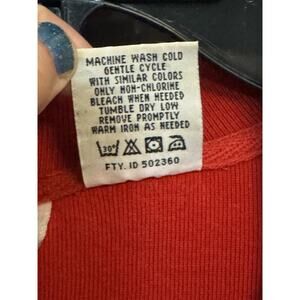 MACHINE WASH COLD
GENTLE CYCLE
WITH SIMILAR COLORS
ONLY NON-CHLORINE
BLEACH WHEN NEEDED
TUMBLE DRY LOW
REMOVE PROMPTLY
WARM IRON AS NEEDED
30°
FTY. ID 502360